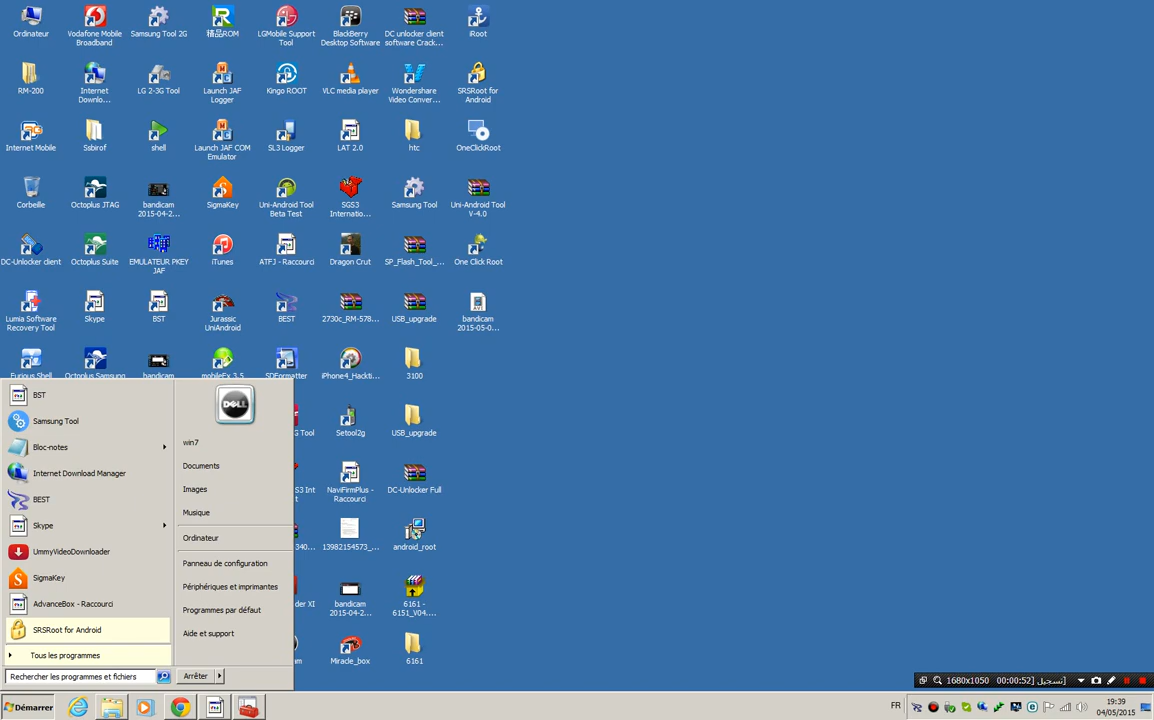 Ordinateur
Vodafone Mobile
Broadband
Samsung Tool 2G
精品ROM
LGMobile Support
Tool
BlackBerry
Desktop Software
DC unlocker client
software Crack...
iRoot
RM-200
Internet
Downlo...
LG 2-3G Tool
Launch JAF
Logger
Kingo ROOT
VLC media player
Wondershare
Video Conver...
SRSRoot for
Android
Internet Mobile
Ssbirof
shell
Launch JAF COM
Emulator
SL3 Logger
LAT 2.0
htc
OneClickRoot
Corbeille
Octoplus JTAG
bandicam
2015-04-2...
SigmaKey
Uni-Android Tool
Beta Test
SGS3
Internatio...
Samsung Tool
Uni-Android Tool
V-4.0
DC-Unlocker client
Octoplus Suite
EMULATEUR PKEY
JAF
iTunes
ATFJ - Raccourci
Dragon Crut
SP_Flash_Tool_...
One Click Root
Lumia Software
Recovery Tool
Skype
BST
Jurassic
UniAndroid
BEST
2730c_RM-578...
USB_upgrade
bandicam
2015-05-0...
Furious Shell
Octoplus Samsung
bandicam
mobileEx 3.5
SDFormatter
iPhone4_Hackti...
3100
G Tool
Setool2g
USB_upgrade
S3 Int
t
NaviFirmPlus -
Raccourci
DC-Unlocker Full
340...
13982154573_...
android_root
der XI
bandicam
2015-04-2...
6161 -
6151_V04....
am
Miracle_box
6161
BST
Samsung Tool
Bloc-notes
Internet Download Manager
BEST
Skype
UmmyVideoDownloader
SigmaKey
AdvanceBox - Raccourci
SRSRoot for Android
Tous les programmes
Rechercher les programmes et fichiers
DELL
win7
Documents
Images
Musique
Ordinateur
Panneau de configuration
Périphériques et imprimantes
Programmes par défaut
Aide et support
Arrêter
1680x1050 00:00:52] تسجيل]
Démarrer
FR
19:39
04/05/2015